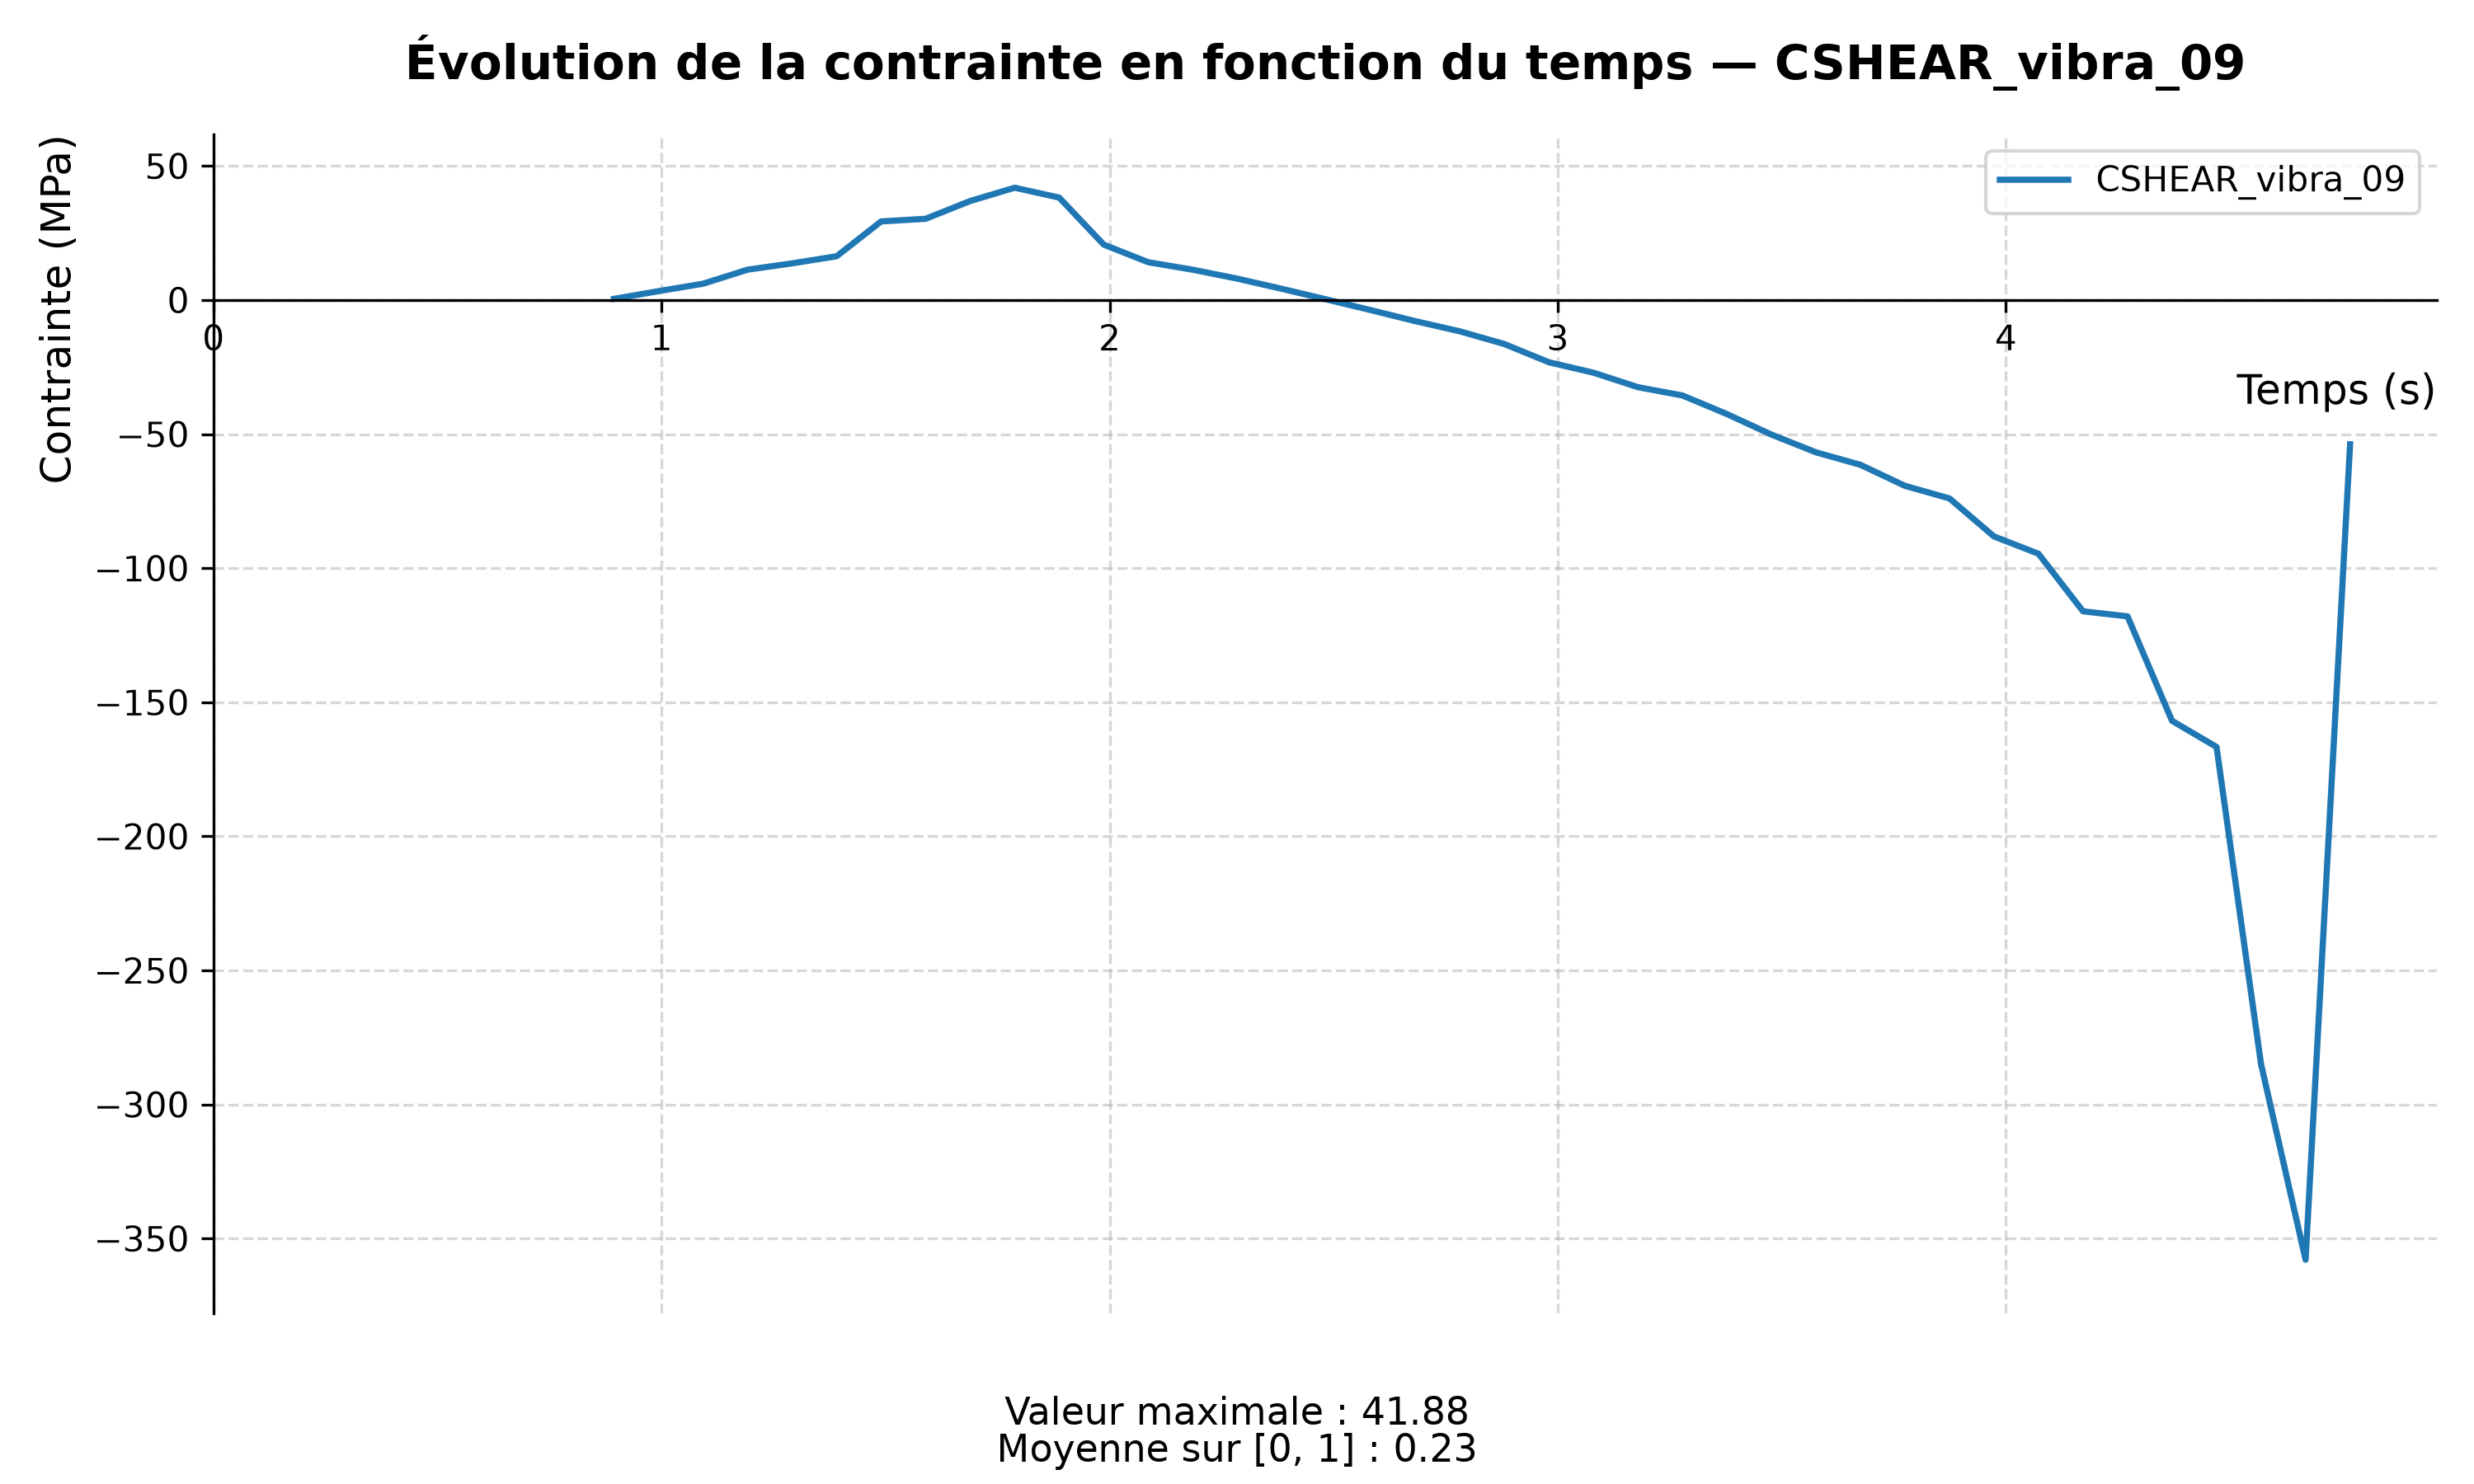 Évolution de la contrainte en fonction du temps — CSHEAR_vibra_09
Contrainte (MPa)
CSHEAR_vibra_09
50
0
−50
−100
−150
−200
−250
−300
−350
0 1 2 3 4
Temps (s)
Valeur maximale : 41.88
Moyenne sur [0, 1] : 0.23